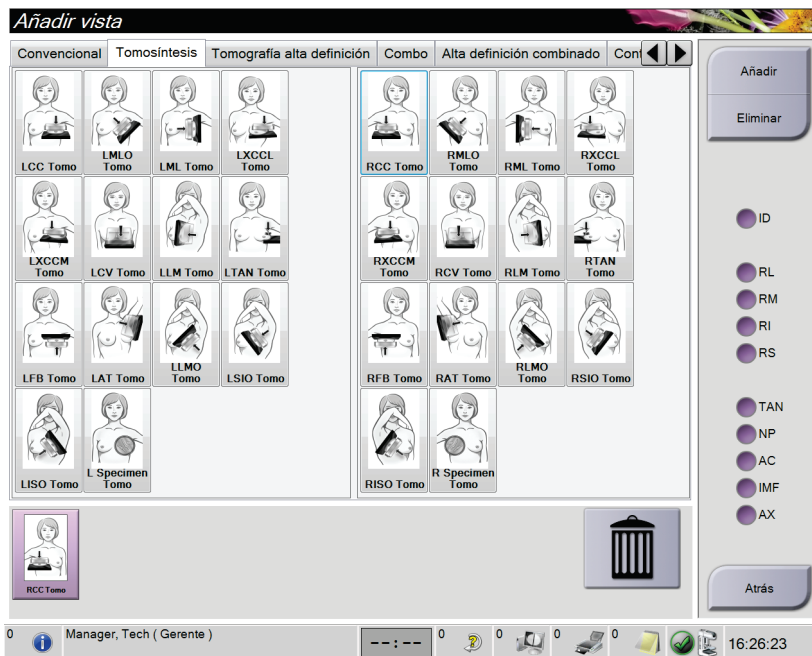 Añadir vista
Convencional Tomosíntesis Tomografía alta definición Combo Alta definición combinado
LCC Tomo
LMLO
Tomo
LML Tomo
LXCCL
Tomo
RCC Tomo
RMLO
Tomo
RML Tomo
RXCCL
Tomo
LXCCM
Tomo
LCV Tomo
LLM Tomo
LTAN Tomo
RXCCM
Tomo
RCV Tomo
RLM Tomo
RTAN
Tomo
LFB Tomo
LAT Tomo
LLMO
Tomo
LSIO Tomo
RFB Tomo
RAT Tomo
RLMO
Tomo
RSIO Tomo
LISO Tomo
L Specimen
Tomo
RISO Tomo
R Specimen
Tomo
RCC Tomo
Añadir
Eliminar
ID
RL
RM
RI
RS
TAN
NP
AC
IMF
AX
Atrás
0 Manager, Tech ( Gerente ) --:-- 0 0 0 0 16:26:23